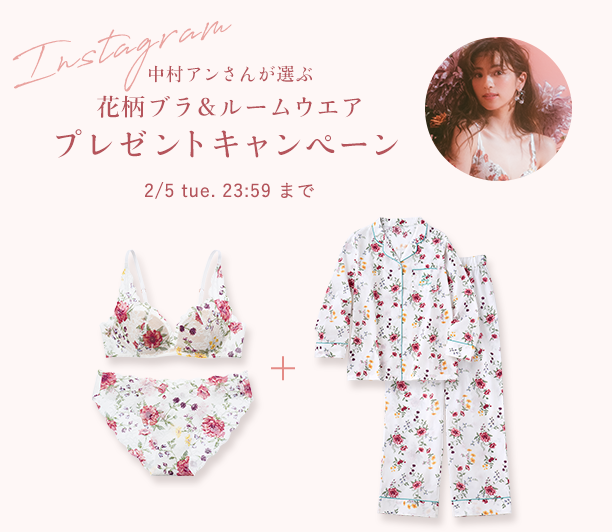 Instagram
中村アンさんが選ぶ
花柄ブラ&ルームウエア
プレゼントキャンペーン
2/5 tue. 23:59 まで
+